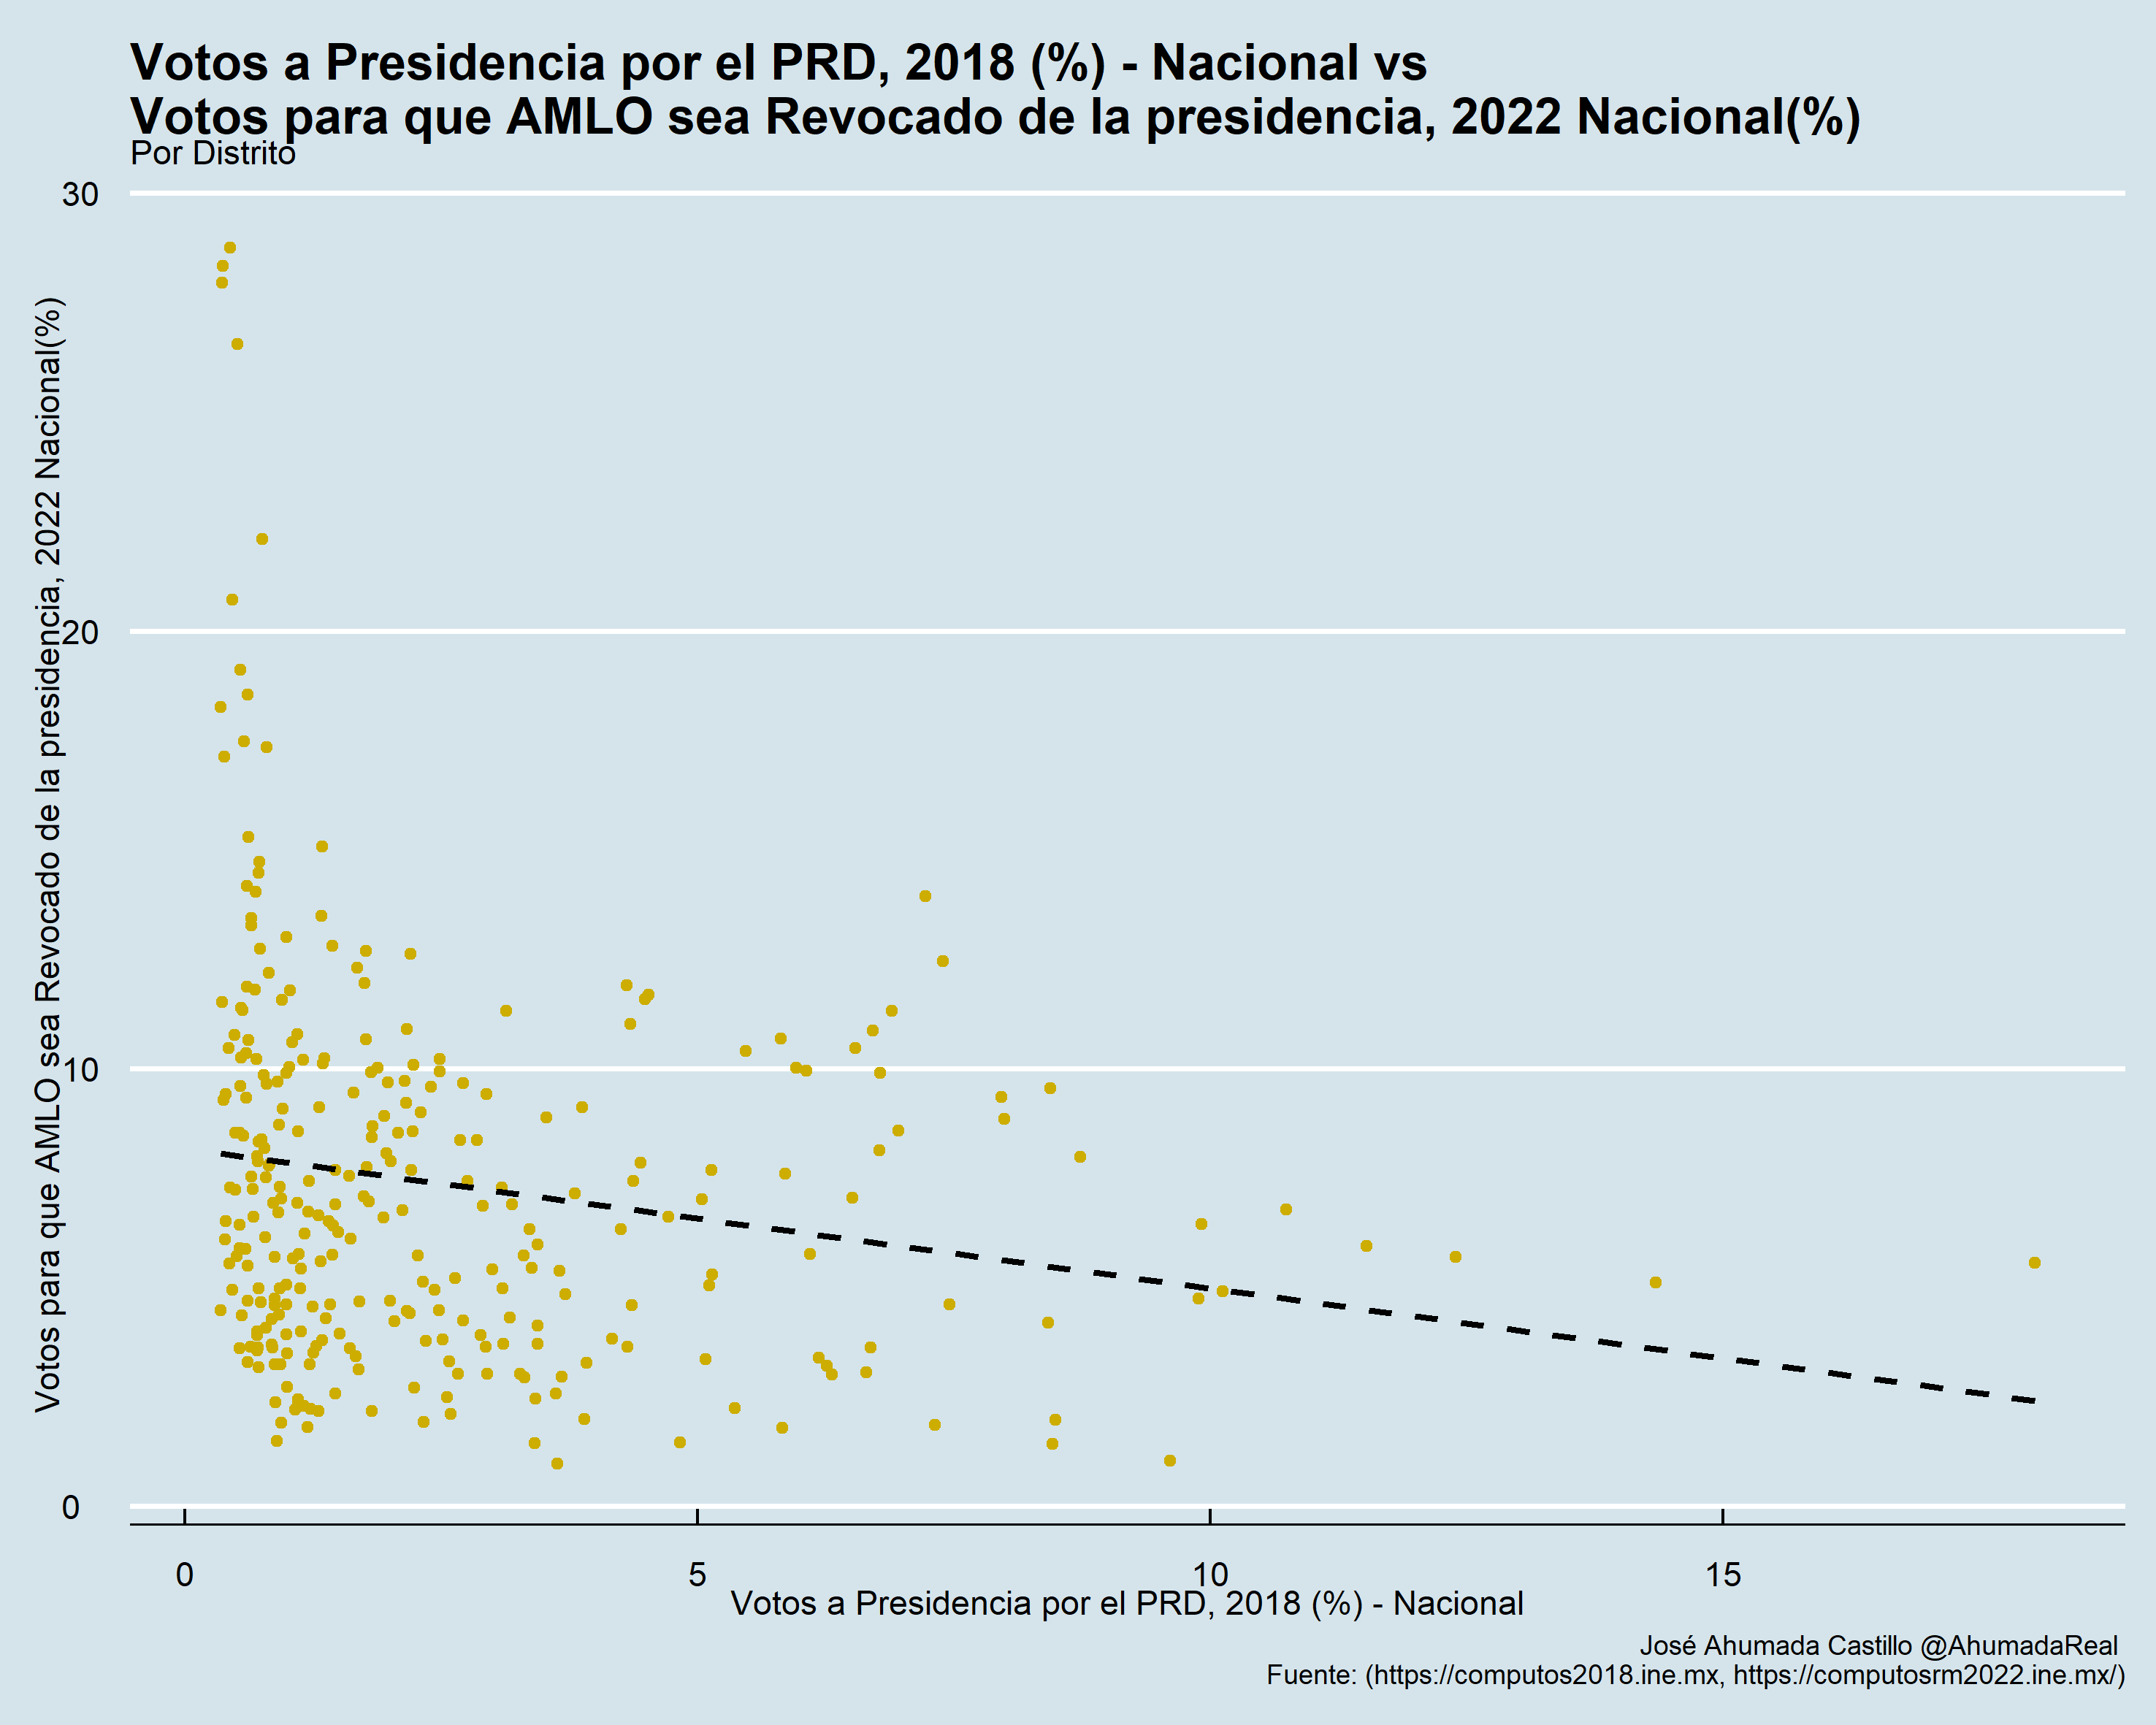 Votos a Presidencia por el PRD, 2018 (%) - Nacional vs
Votos para que AMLO sea Revocado de la presidencia, 2022 Nacional(%)
Por Distrito
Votos para que AMLO sea Revocado de la presidencia, 2022 Nacional(%)
30
20
10
0
0
5
10
15
Votos a Presidencia por el PRD, 2018 (%) - Nacional
José Ahumada Castillo @AhumadaReal
Fuente: (https://computos2018.ine.mx, https://computosrm2022.ine.mx/)